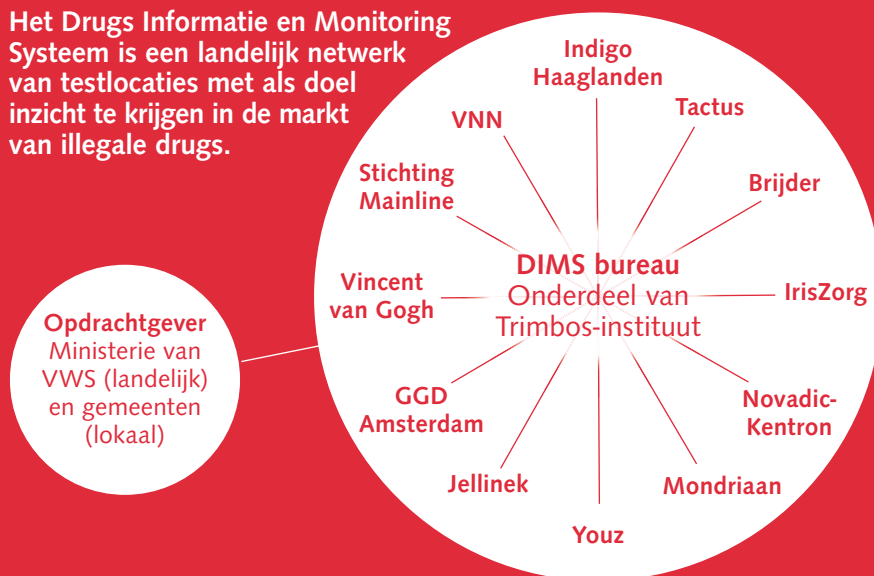 Het Drugs Informatie en Monitoring
Systeem is een landelijk netwerk
van testlocaties met als doel
inzicht te krijgen in de markt
van illegale drugs.
Opdrachtgever
Ministerie van
VWS (landelijk)
en gemeenten
(lokaal)
DIMS bureau
Onderdeel van
Trimbos-instituut
Indigo
Haaglanden
Tactus
Brijder
IrisZorg
Novadic-
Kentron
Mondriaan
Youz
Jellinek
GGD
Amsterdam
Vincent
van Gogh
Stichting
Mainline
VNN